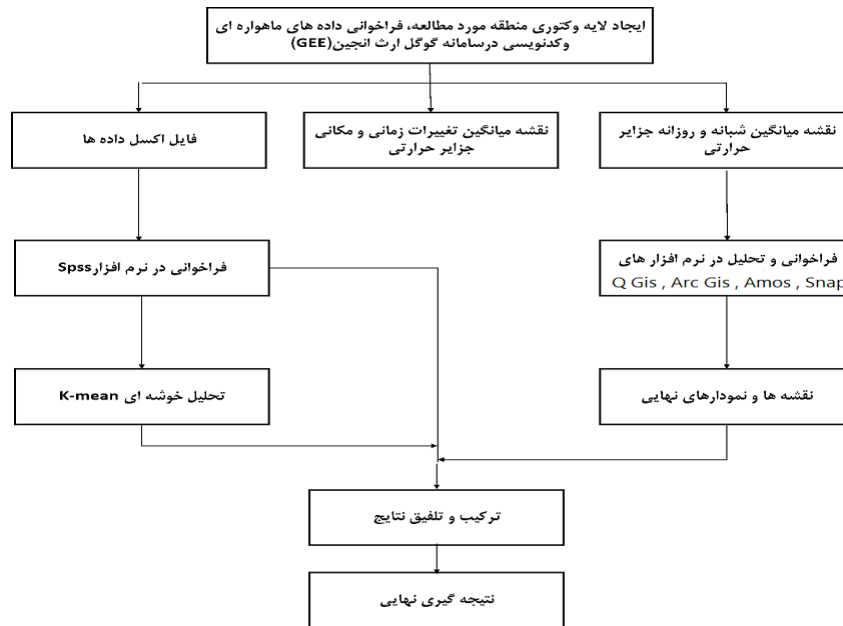 ایجاد لایه وکتوری منطقه مورد مطالعه، فراخوانی داده های ماهواره ای
وکدنویسی درسامانه گوگل ارث انجین(GEE)
نقشه میانگین شبانه و روزانه جزایر
حرارتی
نقشه میانگین تغییرات زمانی و مکانی
جزایر حرارتی
فایل اکسل داده ها
فراخوانی و تحلیل در نرم افزار های
Q Gis , Arc Gis , Amos , Snap
فراخوانی در نرم افزارSpss
نقشه ها و نمودارهای نهایی
تحلیل خوشه ای K-mean
ترکیب و تلفیق نتایج
نتیجه گیری نهایی